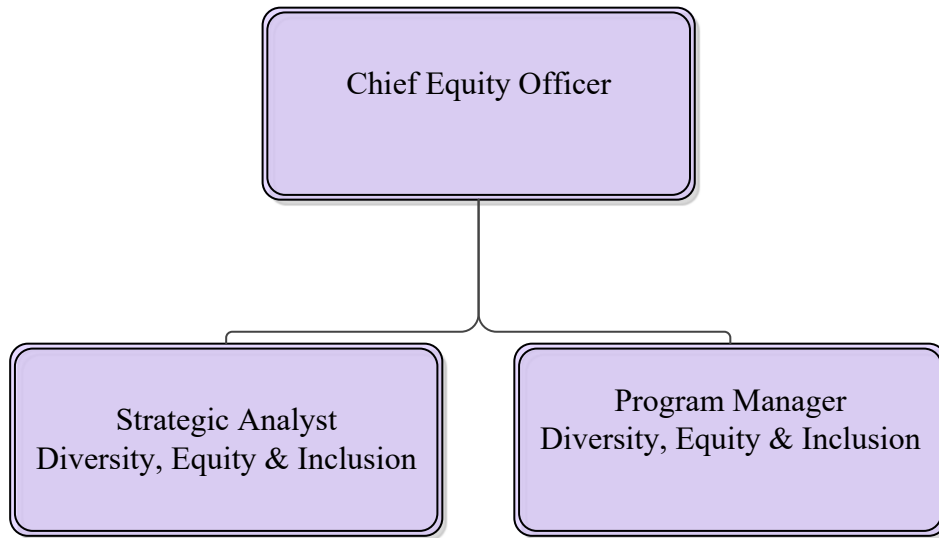 Chief Equity Officer
Strategic Analyst
Diversity, Equity & Inclusion
Program Manager
Diversity, Equity & Inclusion